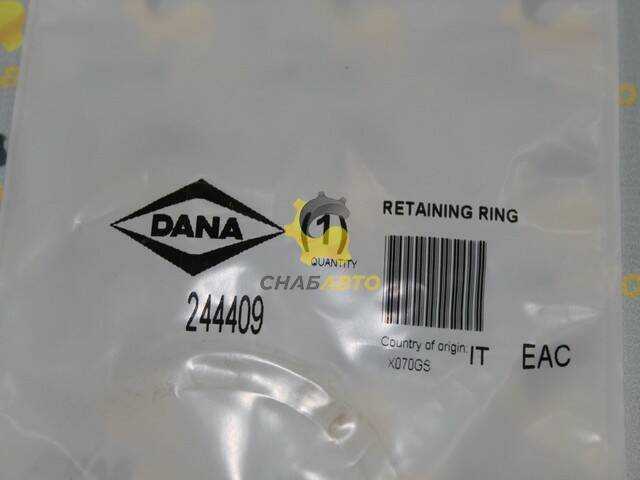 DANA
(1)
QUANTITY
244409
RETAINING RING
Country of origin: IT
X070GS
EAC
СНАБАВТО